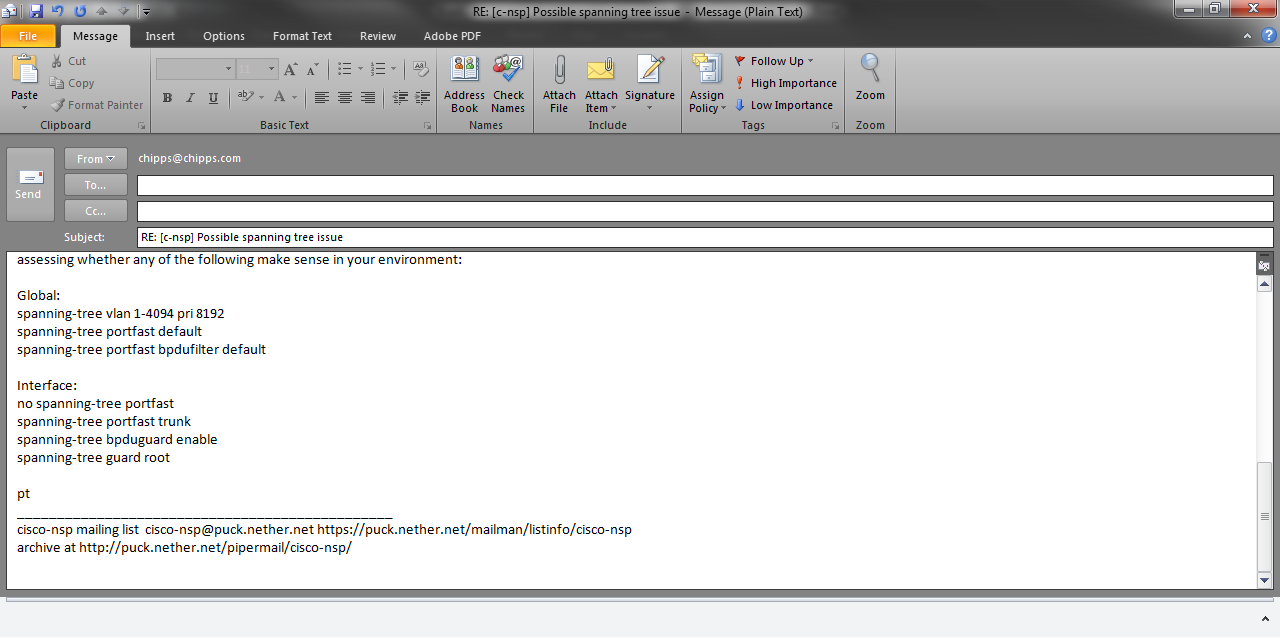 RE: [c-nsp] Possible spanning tree issue - Message (Plain Text)
File Message Insert Options Format Text Review Adobe PDF
Paste
Cut
Copy
Format Painter
Clipboard
11
B I U
Basic Text
Address Book
Check Names
Names
Attach File
Attach Item
Signature
Include
Assign Policy
Follow Up
High Importance
Low Importance
Tags
Zoom
Zoom
Send
From chipps@chipps.com
To...
Cc...
Subject: RE: [c-nsp] Possible spanning tree issue
assessing whether any of the following make sense in your environment:
Global:
spanning-tree vlan 1-4094 pri 8192
spanning-tree portfast default
spanning-tree portfast bpdufilter default
Interface:
no spanning-tree portfast
spanning-tree portfast trunk
spanning-tree bpduguard enable
spanning-tree guard root
pt
_______________________________________________
cisco-nsp mailing list  cisco-nsp@puck.nether.net https://puck.nether.net/mailman/listinfo/cisco-nsp
archive at http://puck.nether.net/pipermail/cisco-nsp/